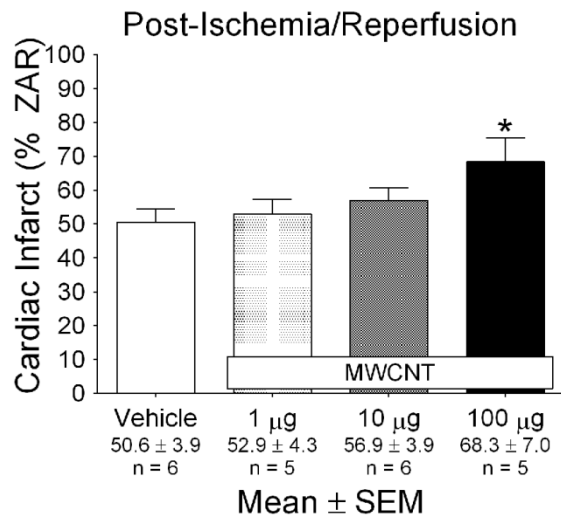 Post-Ischemia/Reperfusion
Cardiac Infarct (% ZAR)
100
90
80
70
60
50
40
30
20
10
0
*
MWCNT
Vehicle 1 µg 10 µg 100 µg
50.6 ± 3.9 52.9 ± 4.3 56.9 ± 3.9 68.3 ± 7.0
n = 6 n = 5 n = 6 n = 5
Mean ± SEM